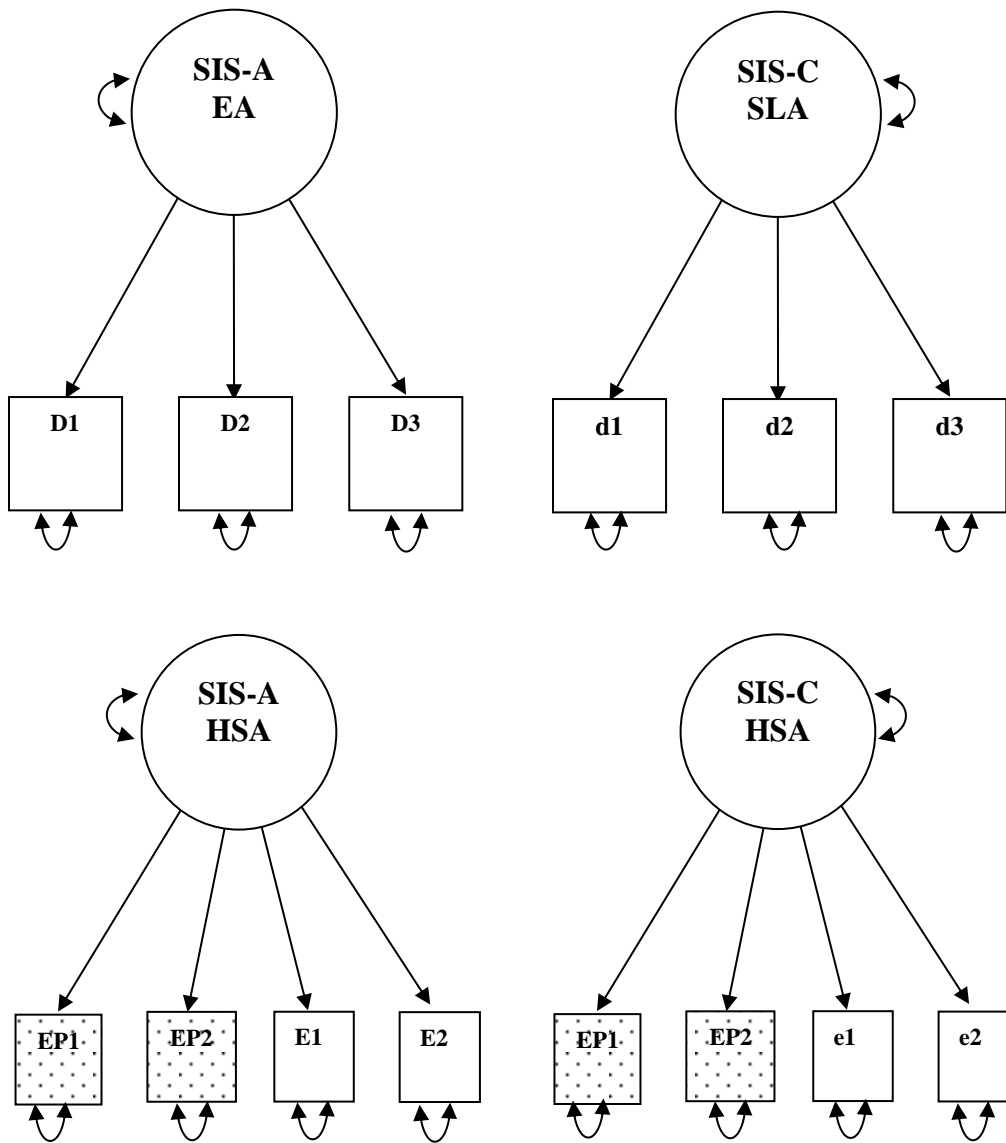 SIS-A
EA
SIS-C
SLA
D1 D2 D3
d1 d2 d3
SIS-A
HSA
SIS-C
HSA
EP1 EP2 E1 E2
EP1 EP2 e1 e2